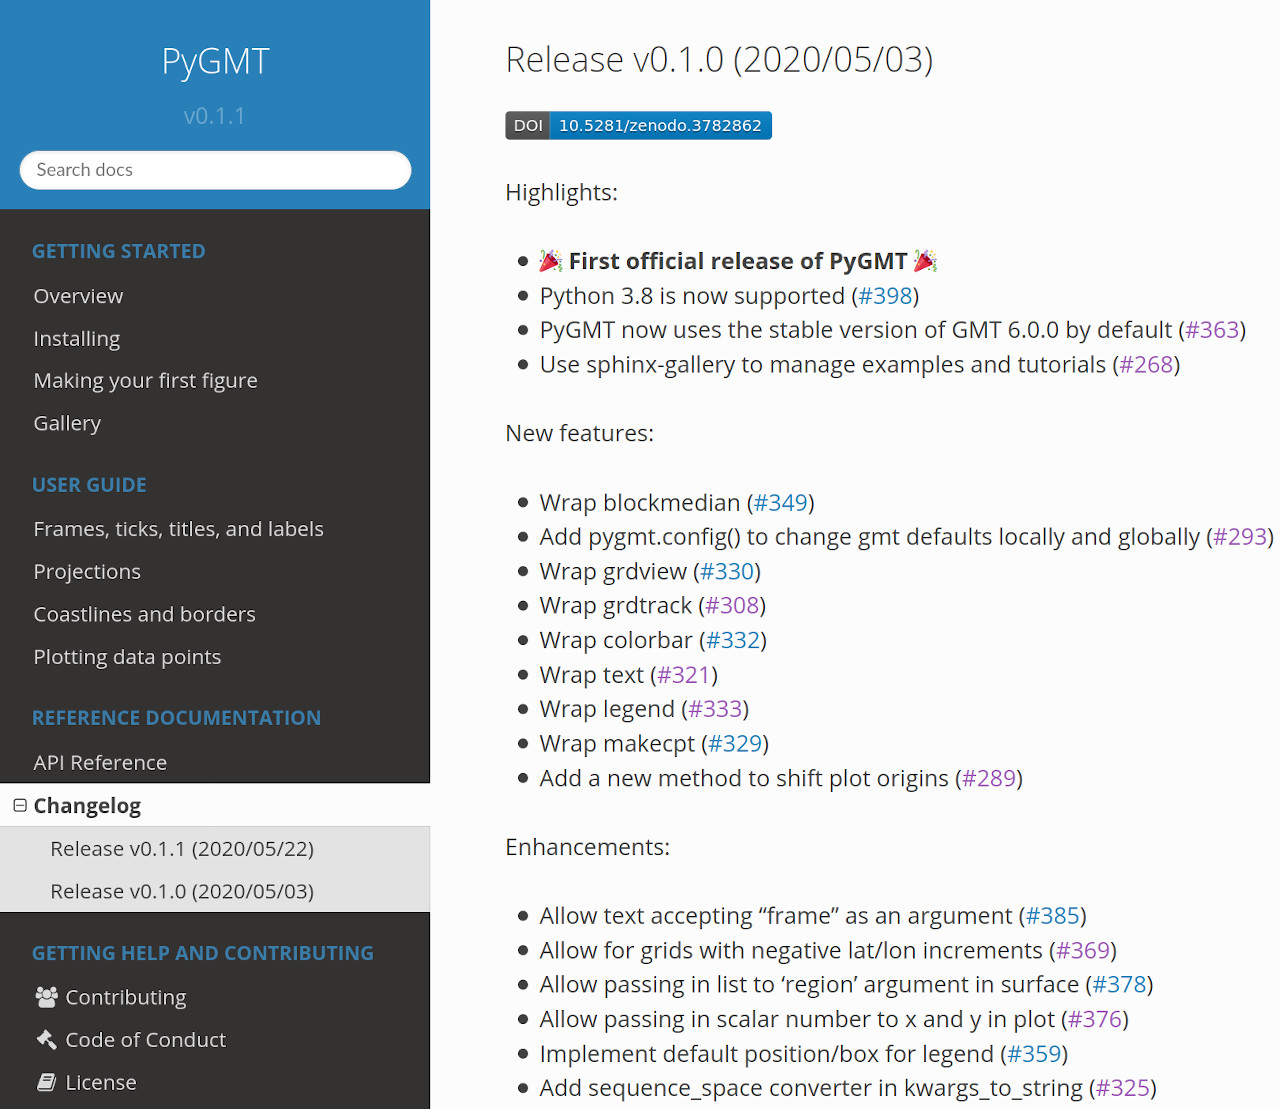 PyGMT
v0.1.1
Search docs
GETTING STARTED
Overview
Installing
Making your first figure
Gallery
USER GUIDE
Frames, ticks, titles, and labels
Projections
Coastlines and borders
Plotting data points
REFERENCE DOCUMENTATION
API Reference
Changelog
Release v0.1.1 (2020/05/22)
Release v0.1.0 (2020/05/03)
GETTING HELP AND CONTRIBUTING
Contributing
Code of Conduct
License
Release v0.1.0 (2020/05/03)
DOI 10.5281/zenodo.3782862
Highlights:
• 🎉 First official release of PyGMT 🎉
• Python 3.8 is now supported (#398)
• PyGMT now uses the stable version of GMT 6.0.0 by default (#363)
• Use sphinx-gallery to manage examples and tutorials (#268)
New features:
• Wrap blockmedian (#349)
• Add pygmt.config() to change gmt defaults locally and globally (#293)
• Wrap grdview (#330)
• Wrap grdtrack (#308)
• Wrap colorbar (#332)
• Wrap text (#321)
• Wrap legend (#333)
• Wrap makecpt (#329)
• Add a new method to shift plot origins (#289)
Enhancements:
• Allow text accepting “frame” as an argument (#385)
• Allow for grids with negative lat/lon increments (#369)
• Allow passing in list to ‘region’ argument in surface (#378)
• Allow passing in scalar number to x and y in plot (#376)
• Implement default position/box for legend (#359)
• Add sequence_space converter in kwargs_to_string (#325)